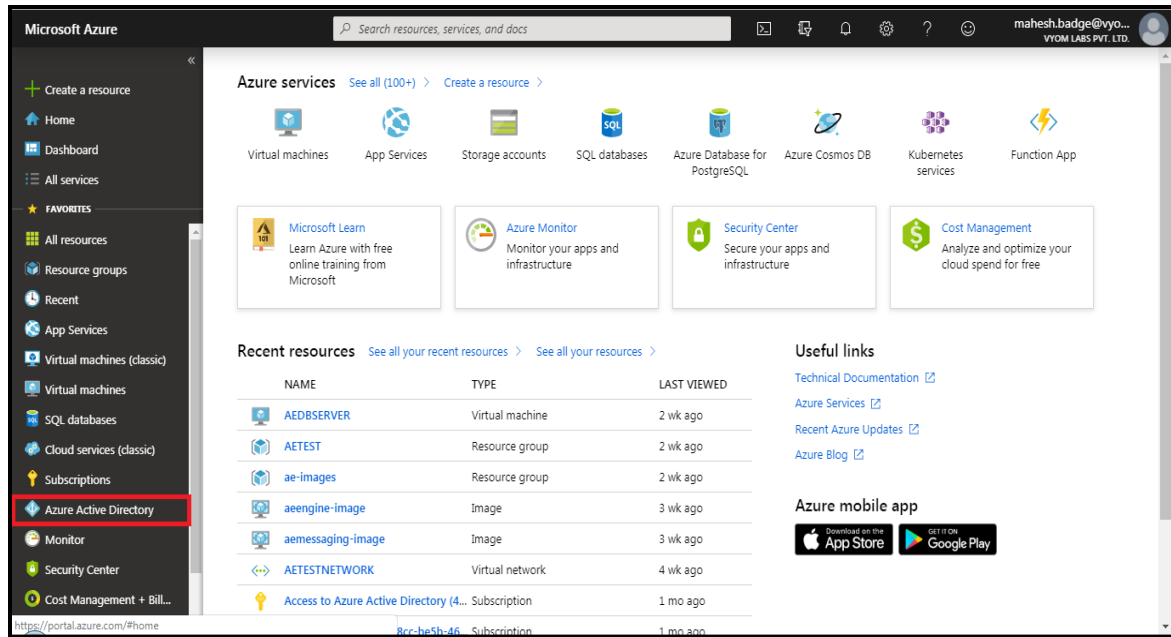 Microsoft Azure
Search resources, services, and docs
mahesh.badge@vyo...
VYOM LABS PVT. LTD.
Create a resource
Home
Dashboard
All services
FAVORITES
All resources
Resource groups
Recent
App Services
Virtual machines (classic)
Virtual machines
SQL databases
Cloud services (classic)
Subscriptions
Azure Active Directory
Monitor
Security Center
Cost Management + Bill...
https://portal.azure.com/#home
Azure services See all (100+) Create a resource
Virtual machines
App Services
Storage accounts
SQL
SQL databases
Azure Database for
PostgreSQL
Azure Cosmos DB
Kubernetes
services
Function App
101
Microsoft Learn
Learn Azure with free
online training from
Microsoft
Azure Monitor
Monitor your apps and
infrastructure
Security Center
Secure your apps and
infrastructure
Cost Management
Analyze and optimize your
cloud spend for free
Recent resources See all your recent resources See all your resources
NAME TYPE LAST VIEWED
AEDBSERVER Virtual machine 2 wk ago
AETEST Resource group 2 wk ago
ae-images Resource group 2 wk ago
aeengine-image Image 3 wk ago
aemessaging-image Image 3 wk ago
AETESTNETWORK Virtual network 4 wk ago
Access to Azure Active Directory (4... Subscription 1 mo ago
8cc-be5b-46... Subscription 1 mo ago
Useful links
Technical Documentation
Azure Services
Recent Azure Updates
Azure Blog
Azure mobile app
Download on the
App Store
GET IT ON
Google Play